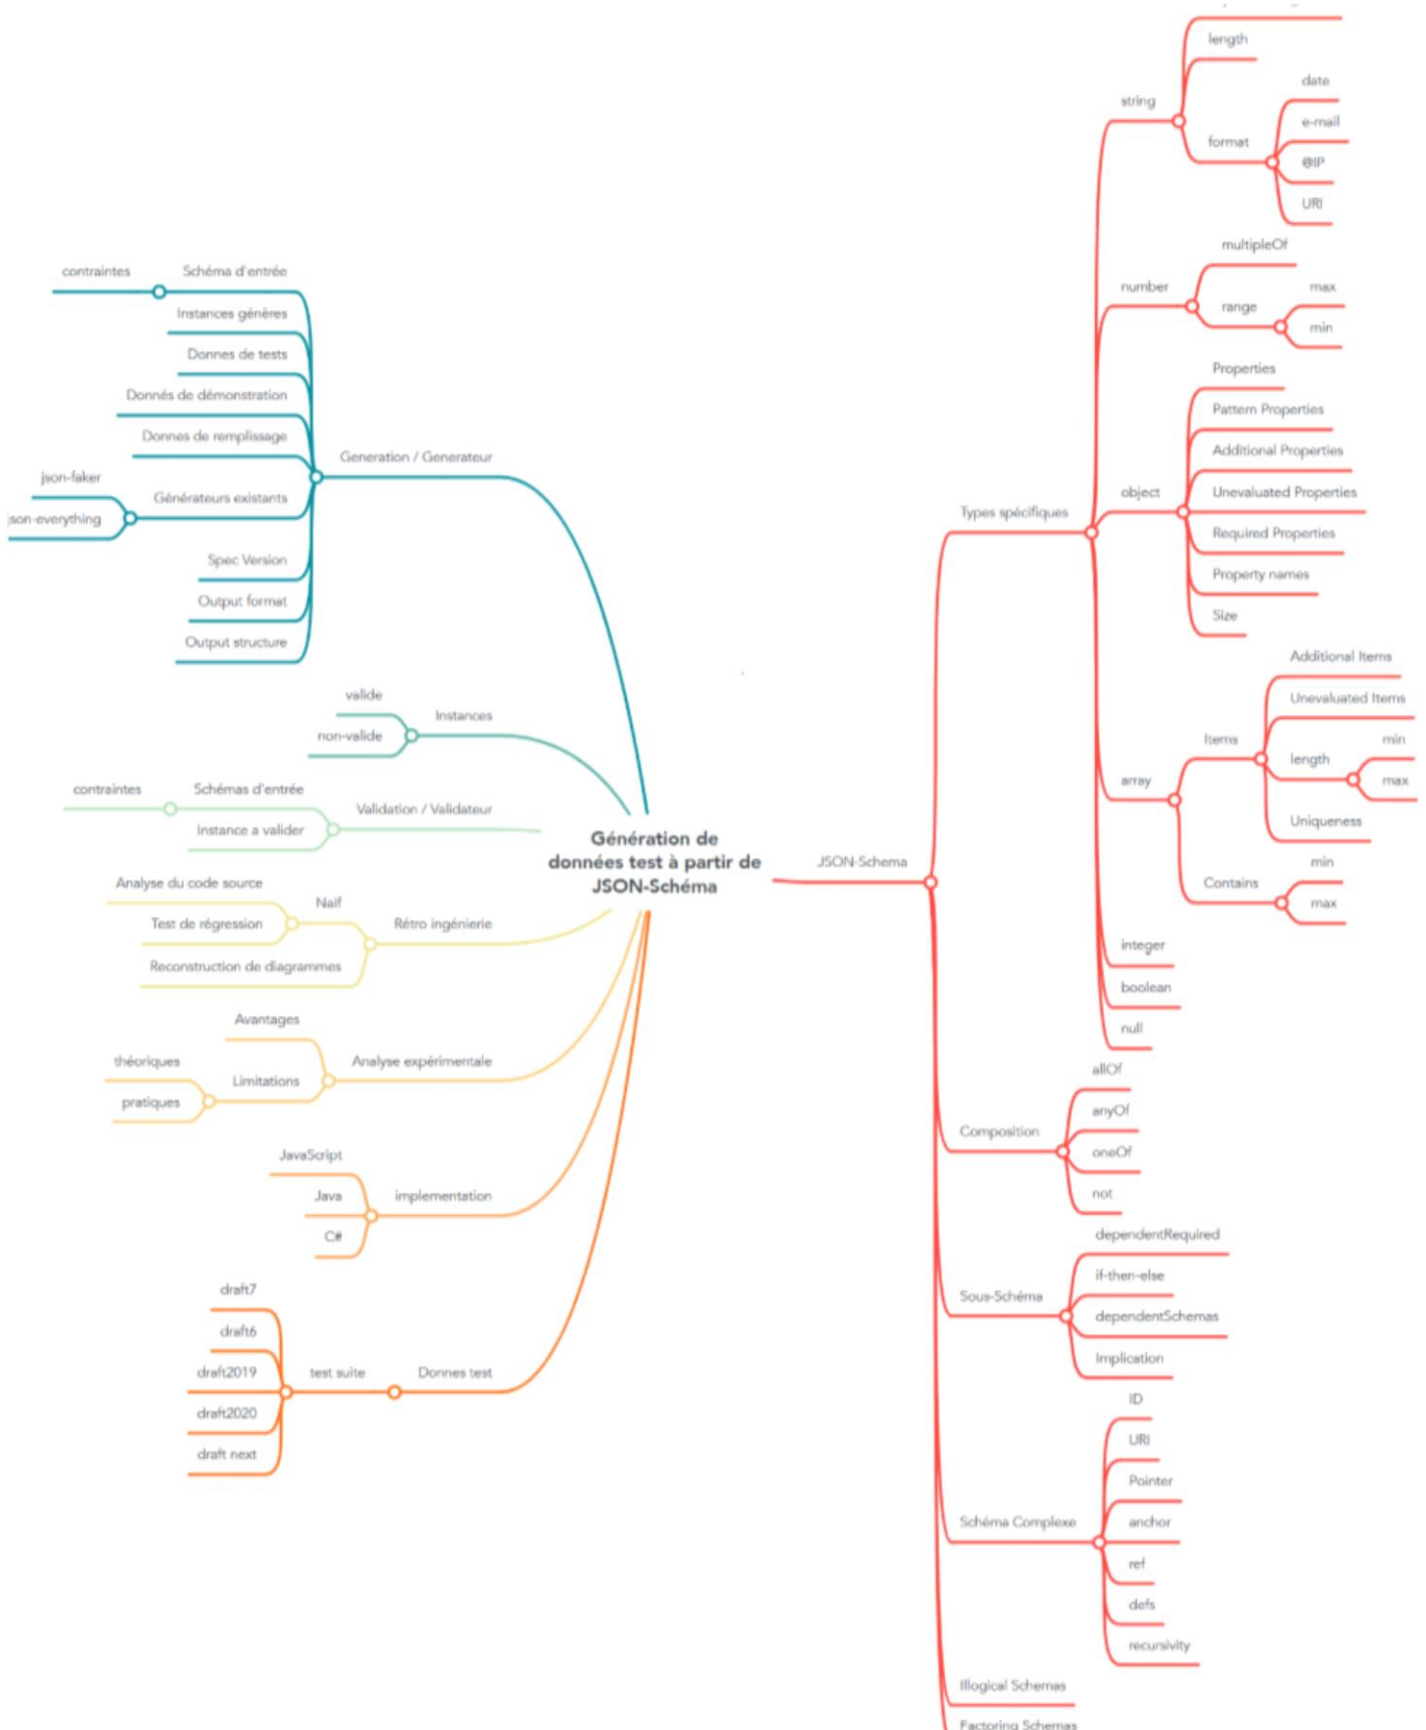 contraintes
Schéma d'entrée
Instances génères
Donnes de tests
Donnés de démonstration
Donnes de remplissage
json-faker
json-everything
Générateurs existants
Spec Version
Output format
Output structure
Generation / Generateur
valide
non-valide
Instances
contraintes
Schémas d'entrée
Instance a valider
Validation / Validateur
Analyse du code source
Test de régression
Naif
Reconstruction de diagrammes
Rétro ingénierie
Avantages
théoriques
pratiques
Limitations
Analyse expérimentale
JavaScript
Java
C#
implementation
draft7
draft6
draft2019
draft2020
draft next
test suite
Donnes test
Génération de
données test à partir de
JSON-Schéma
JSON-Schema
Types spécifiques
string
length
format
date
e-mail
@IP
URI
number
multipleOf
range
max
min
object
Properties
Pattern Properties
Additional Properties
Unevaluated Properties
Required Properties
Property names
Size
array
Items
Additional Items
Unevaluated Items
length
min
max
Uniqueness
Contains
min
max
integer
boolean
null
Composition
allOf
anyOf
oneOf
not
Sous-Schéma
dependentRequired
if-then-else
dependentSchemas
Implication
Schéma Complexe
ID
URI
Pointer
anchor
ref
defs
recursivity
Illogical Schemas
Factoring Schemas